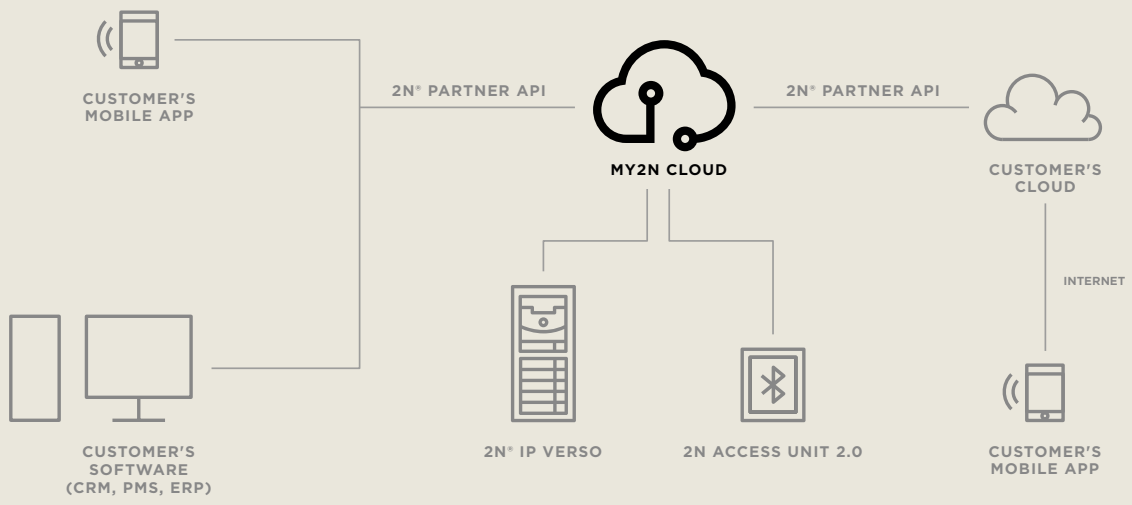 CUSTOMER'S
MOBILE APP
2N® PARTNER API
2N® PARTNER API
MY2N CLOUD
CUSTOMER'S
CLOUD
INTERNET
CUSTOMER'S
SOFTWARE
(CRM, PMS, ERP)
2N® IP VERSO
2N ACCESS UNIT 2.0
CUSTOMER'S
MOBILE APP